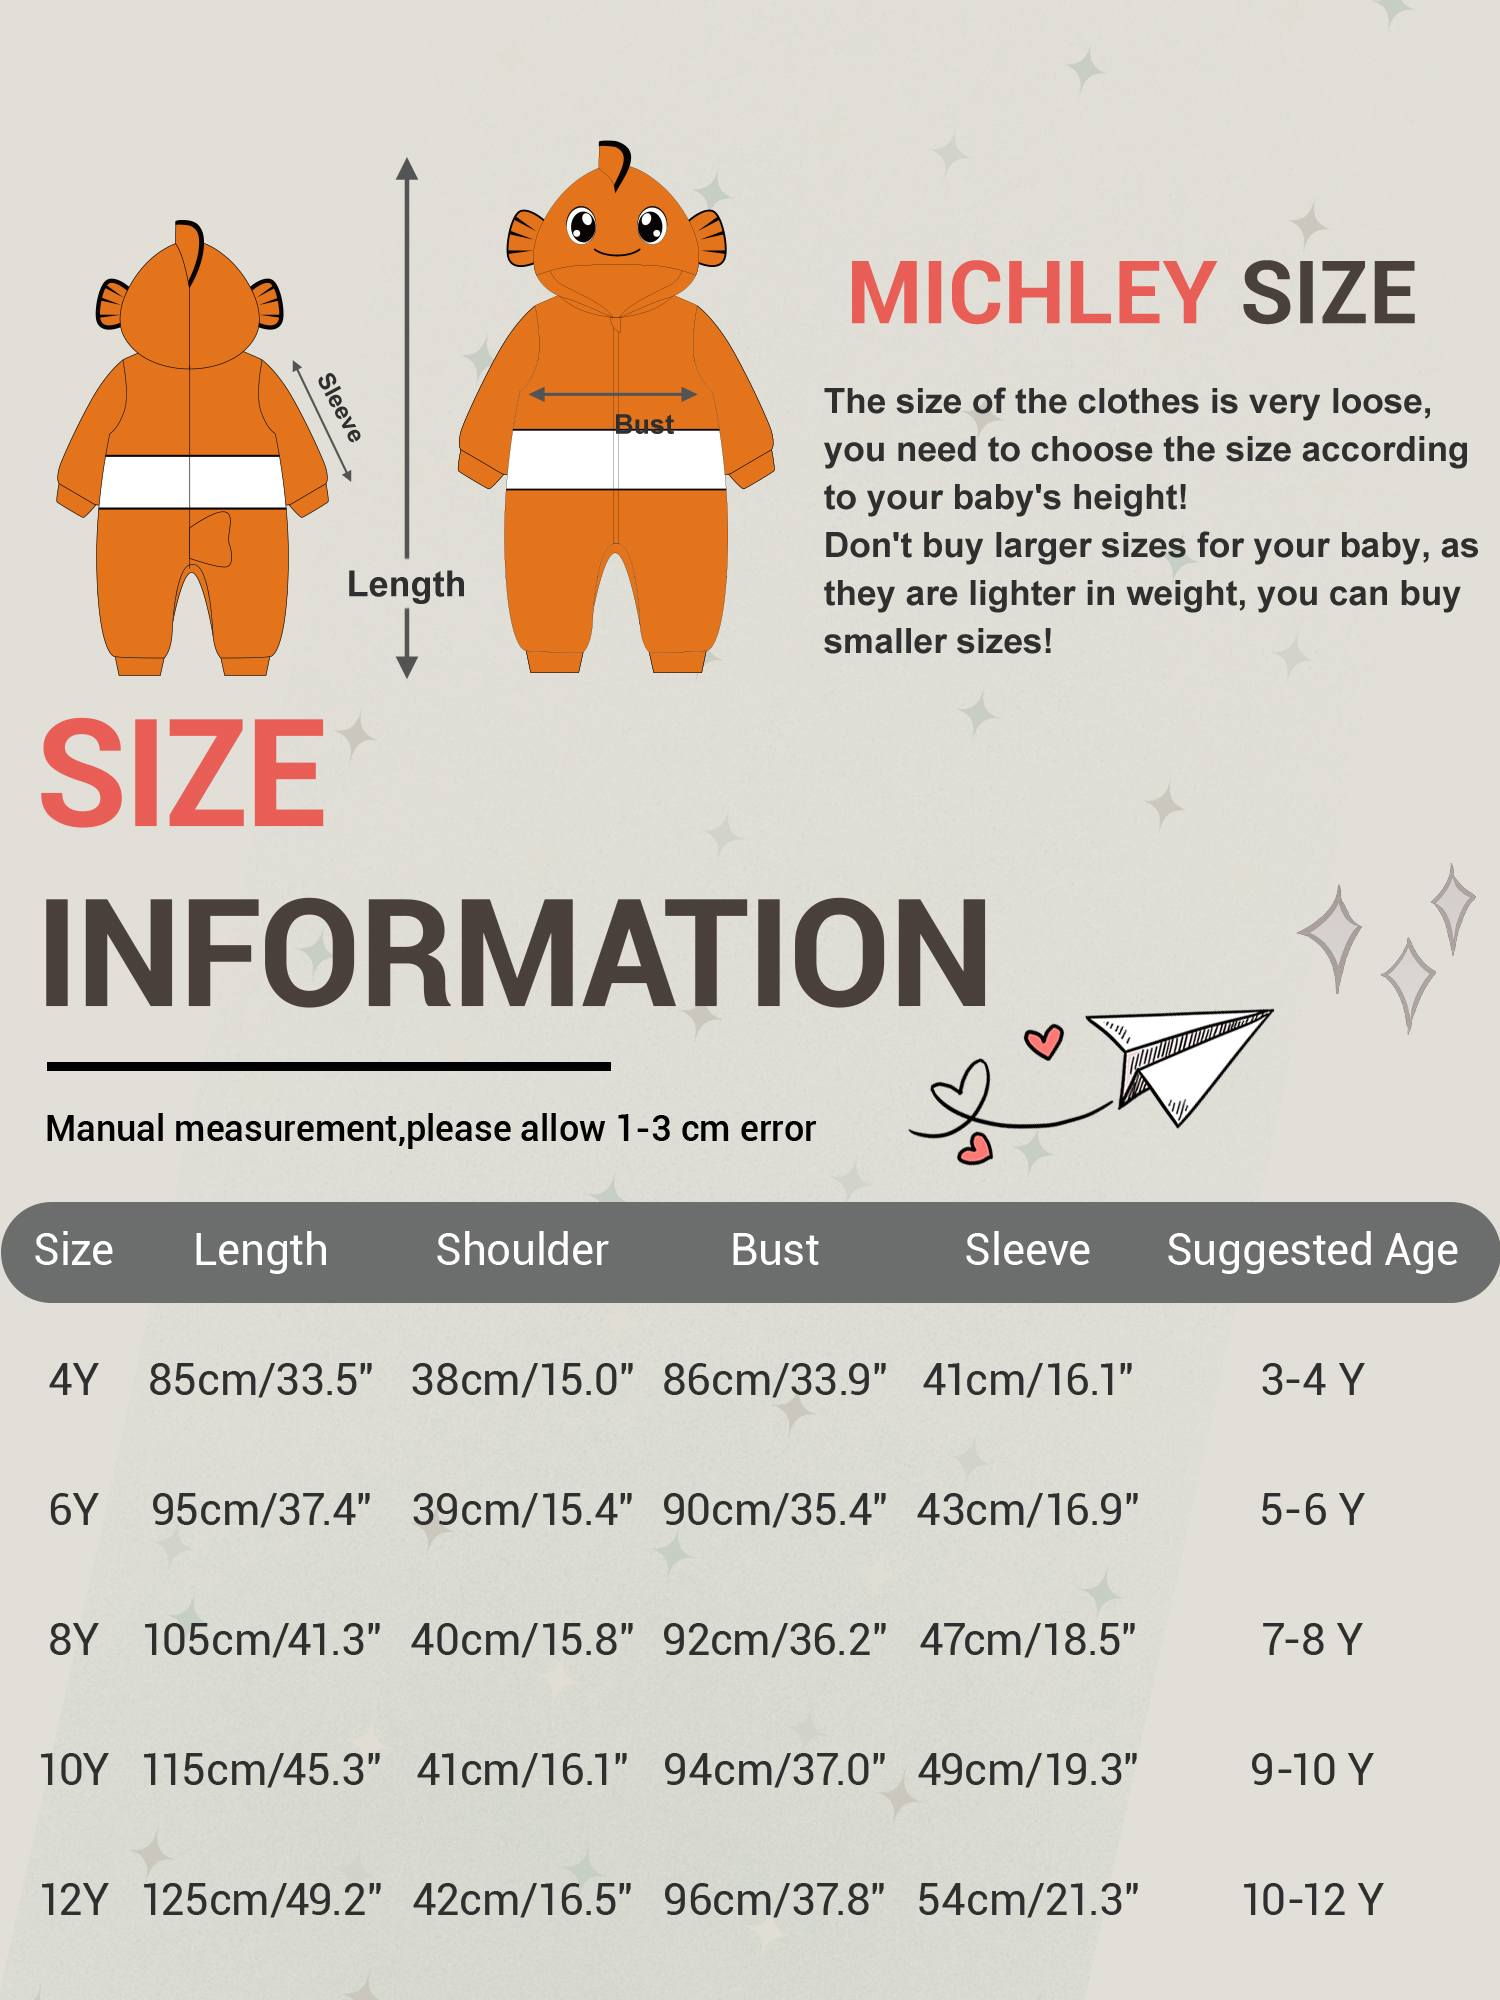 MICHLEY SIZE
The size of the clothes is very loose,
you need to choose the size according
to your baby's height!
Don't buy larger sizes for your baby, as
they are lighter in weight, you can buy
smaller sizes!
Sleeve
Bust
Length
SIZE
INFORMATION
Manual measurement,please allow 1-3 cm error
Size Length Shoulder Bust Sleeve Suggested Age
4Y 85cm/33.5" 38cm/15.0" 86cm/33.9" 41cm/16.1" 3-4 Y
6Y 95cm/37.4" 39cm/15.4" 90cm/35.4" 43cm/16.9" 5-6 Y
8Y 105cm/41.3" 40cm/15.8" 92cm/36.2" 47cm/18.5" 7-8 Y
10Y 115cm/45.3" 41cm/16.1" 94cm/37.0" 49cm/19.3" 9-10 Y
12Y 125cm/49.2" 42cm/16.5" 96cm/37.8" 54cm/21.3" 10-12 Y